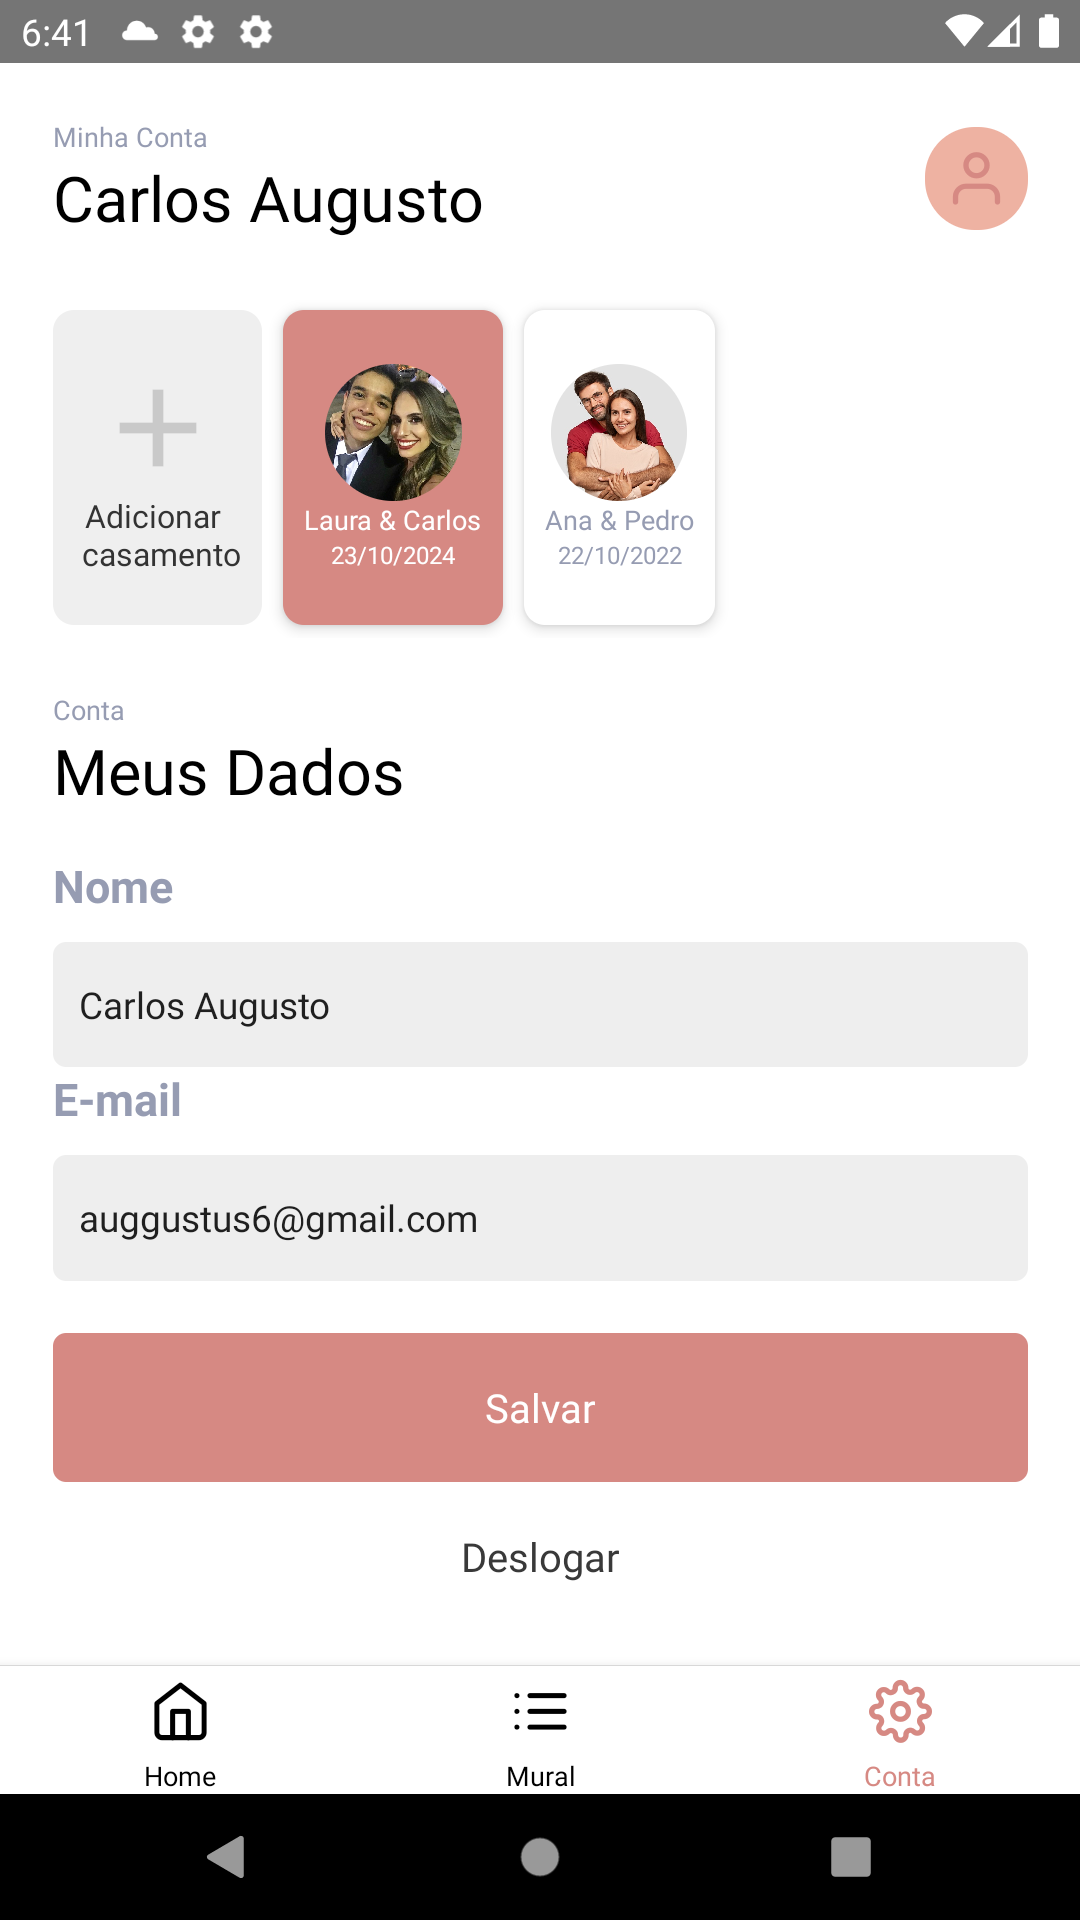 6:41
Minha Conta
Carlos Augusto
Adicionar
casamento
Laura & Carlos
23/10/2024
Ana & Pedro
22/10/2022
Conta
Meus Dados
Nome
Carlos Augusto
E-mail
auggustus6@gmail.com
Salvar
Deslogar
Home
Mural
Conta